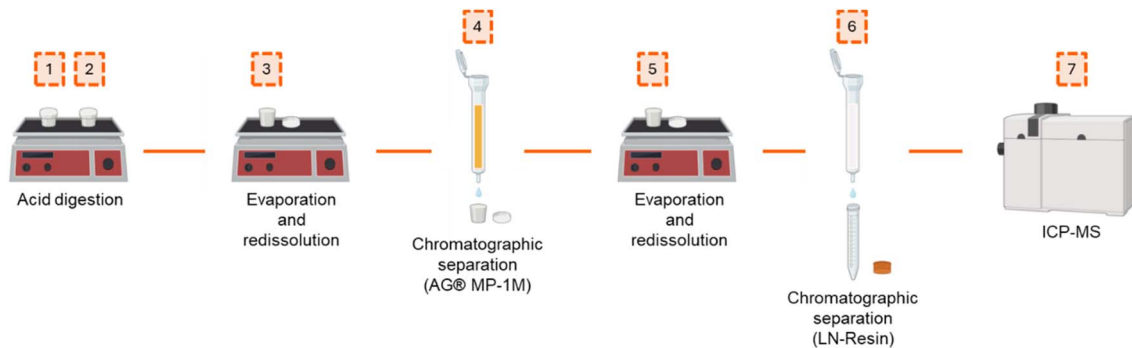 1
2
Acid digestion
3
Evaporation
and
redissolution
4
Chromatographic
separation
(AG® MP-1M)
5
Evaporation
and
redissolution
6
Chromatographic
separation
(LN-Resin)
7
ICP-MS